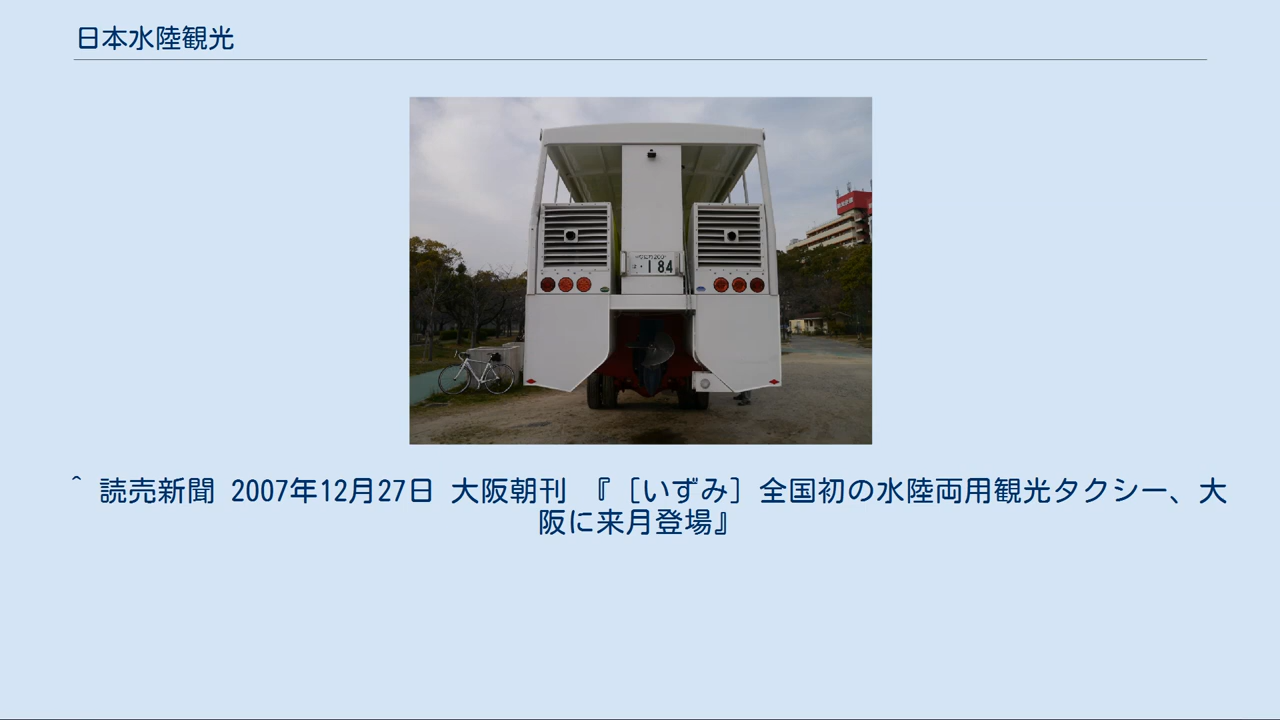 日本水陸観光
184
^ 読売新聞 2007年12月27日 大阪朝刊 『［いずみ］全国初の水陸両用観光タクシー、大
阪に来月登場』